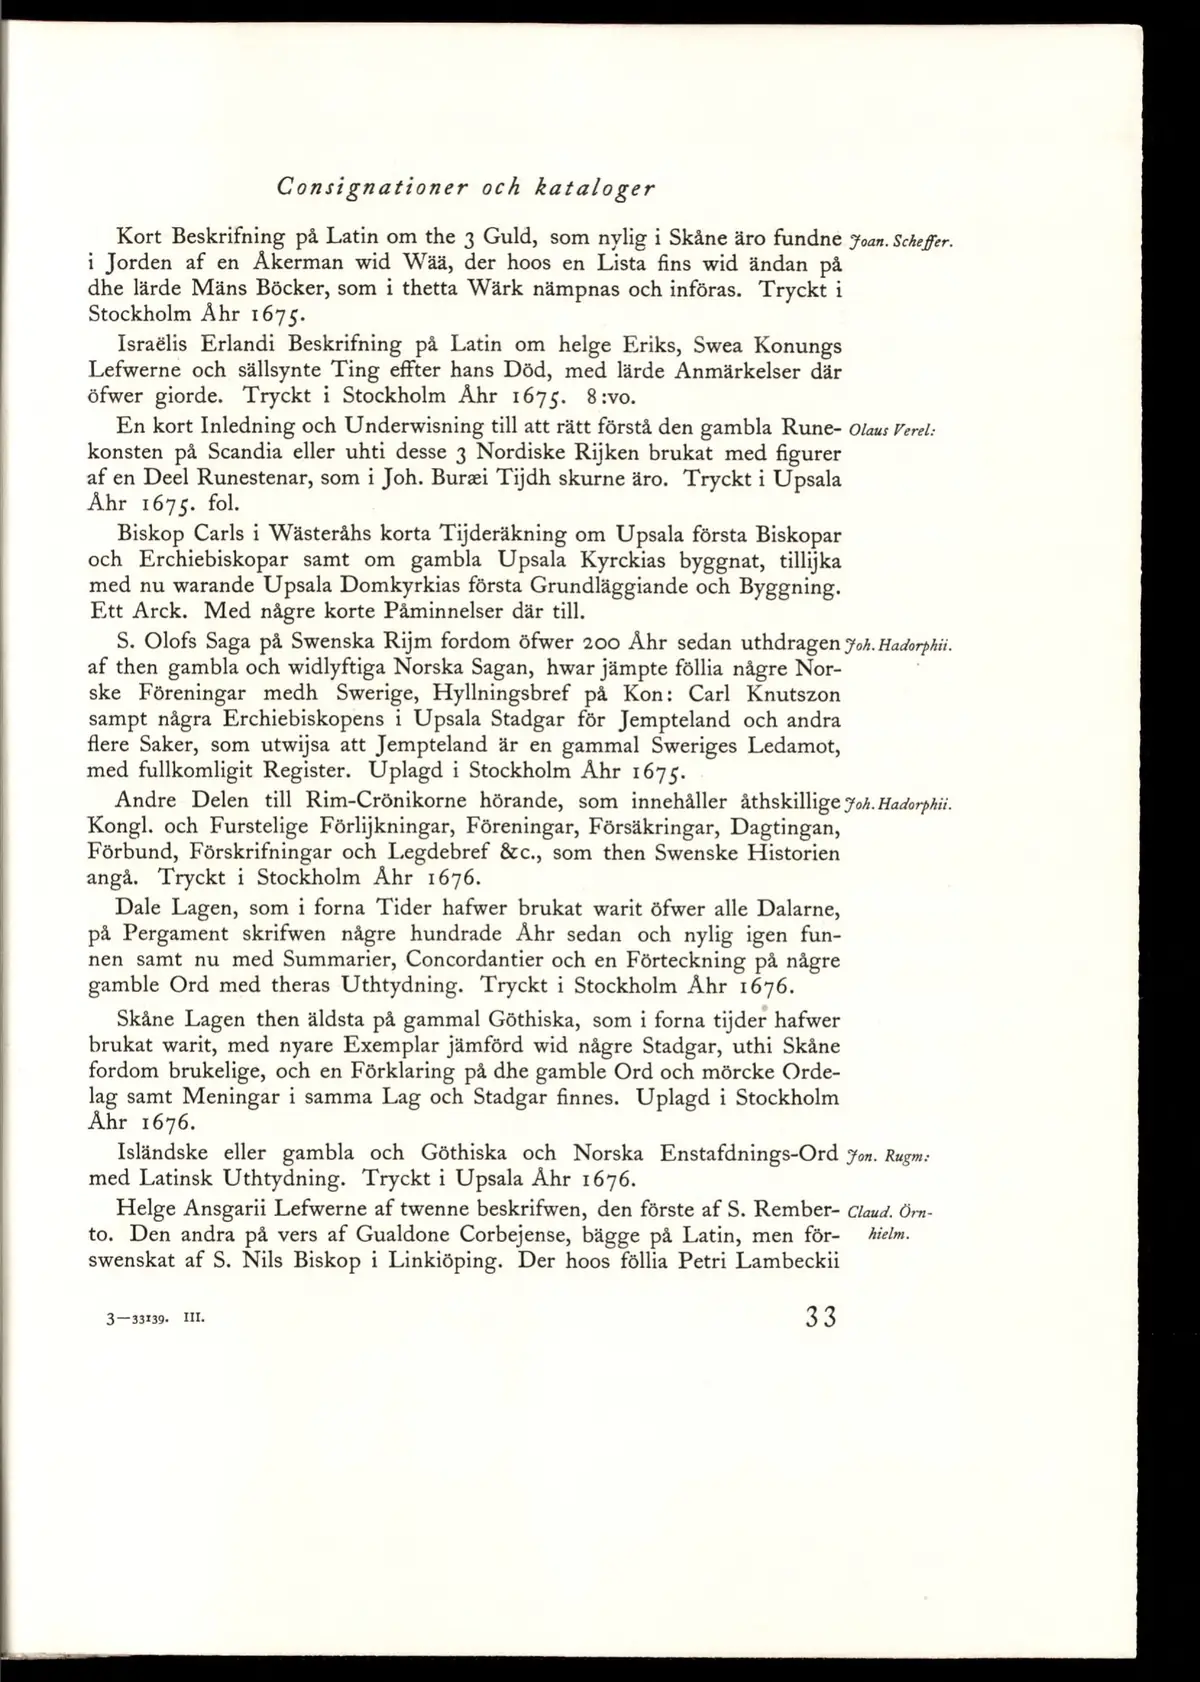 Consignationer och kataloger
Kort Beskrifning på Latin om the 3 Guld, som nylig i Skåne äro fundne Joan. Scheffer.
i Jorden af en Åkerman wid Wää, der hoos en Lista fins wid ändan på
dhe lärde Mäns Böcker, som i thetta Wärk nämpnas och införas. Tryckt i
Stockholm Åhr 1675.
Israëlis Erlandi Beskrifning på Latin om helge Eriks, Swea Konungs
Lefwerne och sällsynte Ting effter hans Död, med lärde Anmärkelser där
öfwer giorde. Tryckt i Stockholm Åhr 1675. 8:vo.
En kort Inledning och Underwisning till att rätt förstå den gambla Rune- Olaus Verel:
konsten på Scandia eller uhti desse 3 Nordiske Rijken brukat med figurer
af en Deel Runestenar, som i Joh. Buræi Tijdh skurne äro. Tryckt i Upsala
Åhr 1675. fol.
Biskop Carls i Wästeråhs korta Tijderäkning om Upsala första Biskopar
och Erchiebiskopar samt om gambla Upsala Kyrckias byggnat, tillijka
med nu warande Upsala Domkyrkias första Grundläggiande och Byggning.
Ett Arck. Med någre korte Påminnelser där till.
S. Olofs Saga på Swenska Rijm fordom öfwer 200 Åhr sedan uthdragen Joh. Hadorphii.
af then gambla och widlyftiga Norska Sagan, hwar jämpte föllia någre Nor-
ske Föreningar medh Swerige, Hyllningsbref på Kon: Carl Knutszon
sampt några Erchiebiskopens i Upsala Stadgar för Jempteland och andra
flere Saker, som utwijsa att Jempteland är en gammal Sweriges Ledamot,
med fullkomligit Register. Uplagd i Stockholm Åhr 1675.
Andre Delen till Rim-Crönikorne hörande, som innehåller åthskillige Joh. Hadorphii.
Kongl. och Furstelige Förlijkningar, Föreningar, Försäkringar, Dagtingan,
Förbund, Förskrifningar och Legdebref &c., som then Swenske Historien
angå. Tryckt i Stockholm Åhr 1676.
Dale Lagen, som i forna Tider hafwer brukat warit öfwer alle Dalarne,
på Pergament skrifwen någre hundrade Åhr sedan och nylig igen fun-
nen samt nu med Summarier, Concordantier och en Förteckning på någre
gamble Ord med theras Uthtydning. Tryckt i Stockholm Åhr 1676.
Skåne Lagen then äldsta på gammal Göthiska, som i forna tijder hafwer
brukat warit, med nyare Exemplar jämförd wid någre Stadgar, uthi Skåne
fordom brukelige, och en Förklaring på dhe gamble Ord och mörcke Orde-
lag samt Meningar i samma Lag och Stadgar finnes. Uplagd i Stockholm
Åhr 1676.
Isländske eller gambla och Göthiska och Norska Enstafdnings-Ord Jon. Rugm:
med Latinsk Uthtydning. Tryckt i Upsala Åhr 1676.
Helge Ansgarii Lefwerne af twenne beskrifwen, den förste af S. Rember- Claud. Örn-
to. Den andra på vers af Gualdone Corbejense, bägge på Latin, men för- hielm.
swenskat af S. Nils Biskop i Linkiöping. Der hoos föllia Petri Lambeckii
3—33139. III. 33